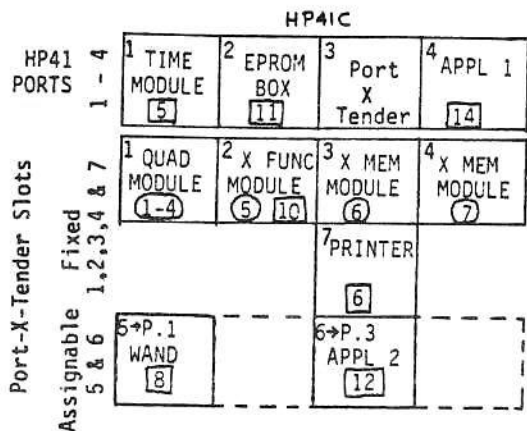 HP41C
HP41
PORTS
1 - 4
1 TIME
MODULE
5
2 EPROM
BOX
11
3
Port
X
Tender
4 APPL 1
14
Port-X-Tender Slots
Fixed
1,2,3,4 & 7
1 QUAD
MODULE
1-4
2 X FUNC
MODULE
5 10
3 X MEM
MODULE
6
4 X MEM
MODULE
7
7 PRINTER
6
Assignable
5 & 6
5→P.1
WAND
8
6→P.3
APPL 2
12